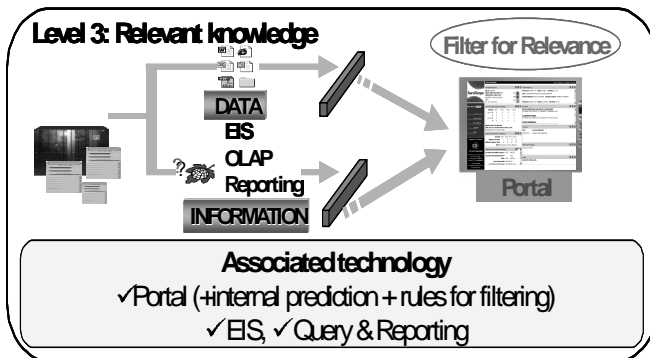 Level 3: Relevant knowledge
Filter for Relevance
DATA
EIS
OLAP
?
Reporting
INFORMATION
Portal
Associated technology
✓Portal (+internal prediction + rules for filtering)
✓EIS, ✓Query & Reporting